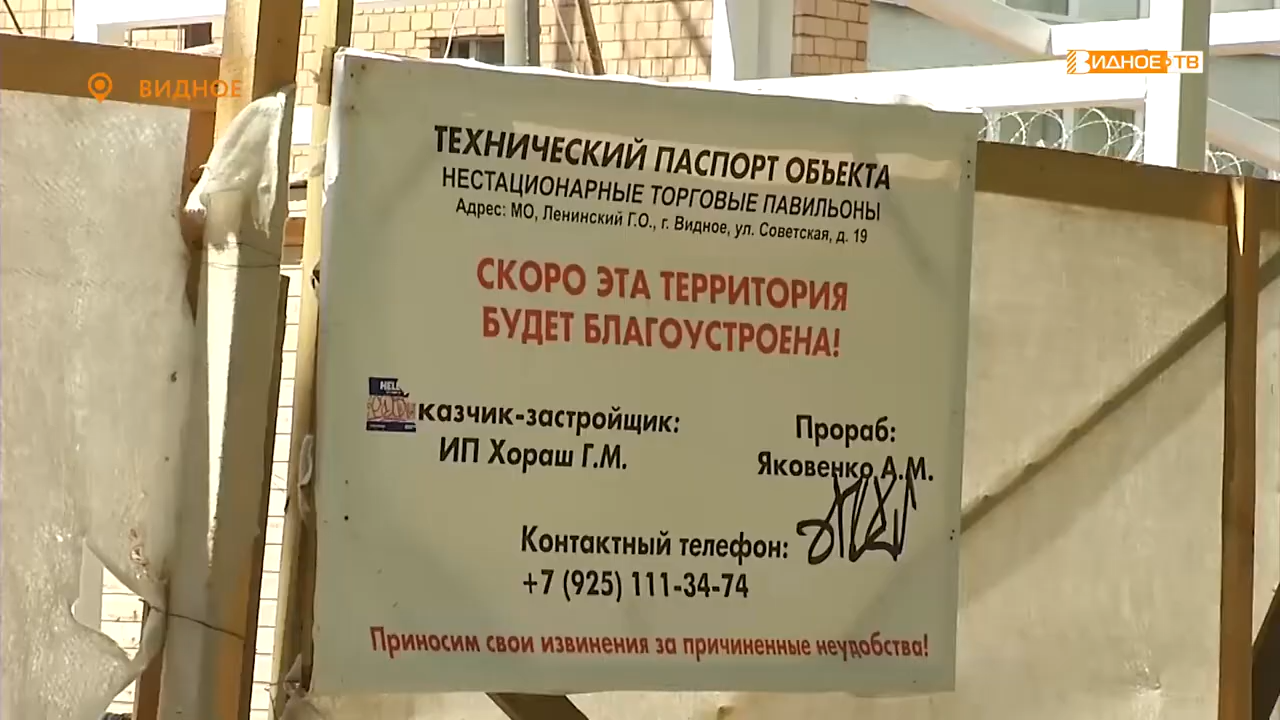 ВИДНОЕ
ВИДНОЕ ТВ
ТЕХНИЧЕСКИЙ ПАСПОРТ ОБЪЕКТА
НЕСТАЦИОНАРНЫЕ ТОРГОВЫЕ ПАВИЛЬОНЫ
Адрес: МО, Ленинский Г.О., г. Видное, ул. Советская, д. 19
СКОРО ЭТА ТЕРРИТОРИЯ
БУДЕТ БЛАГОУСТРОЕНА!
казчик-застройщик:
ИП Хораш Г.М.
Прораб:
Яковенко А.М.
Контактный телефон:
+7 (925) 111-34-74
Приносим свои извинения за причиненные неудобства!